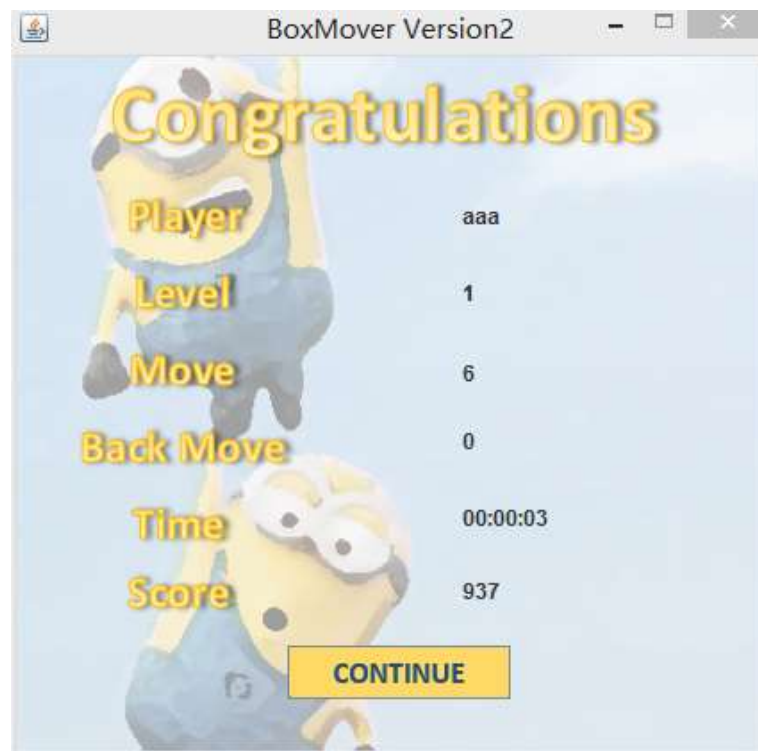 BoxMover Version2
Congratulations
Player aaa
Level 1
Move 6
Back Move 0
Time 00:00:03
Score 937
CONTINUE